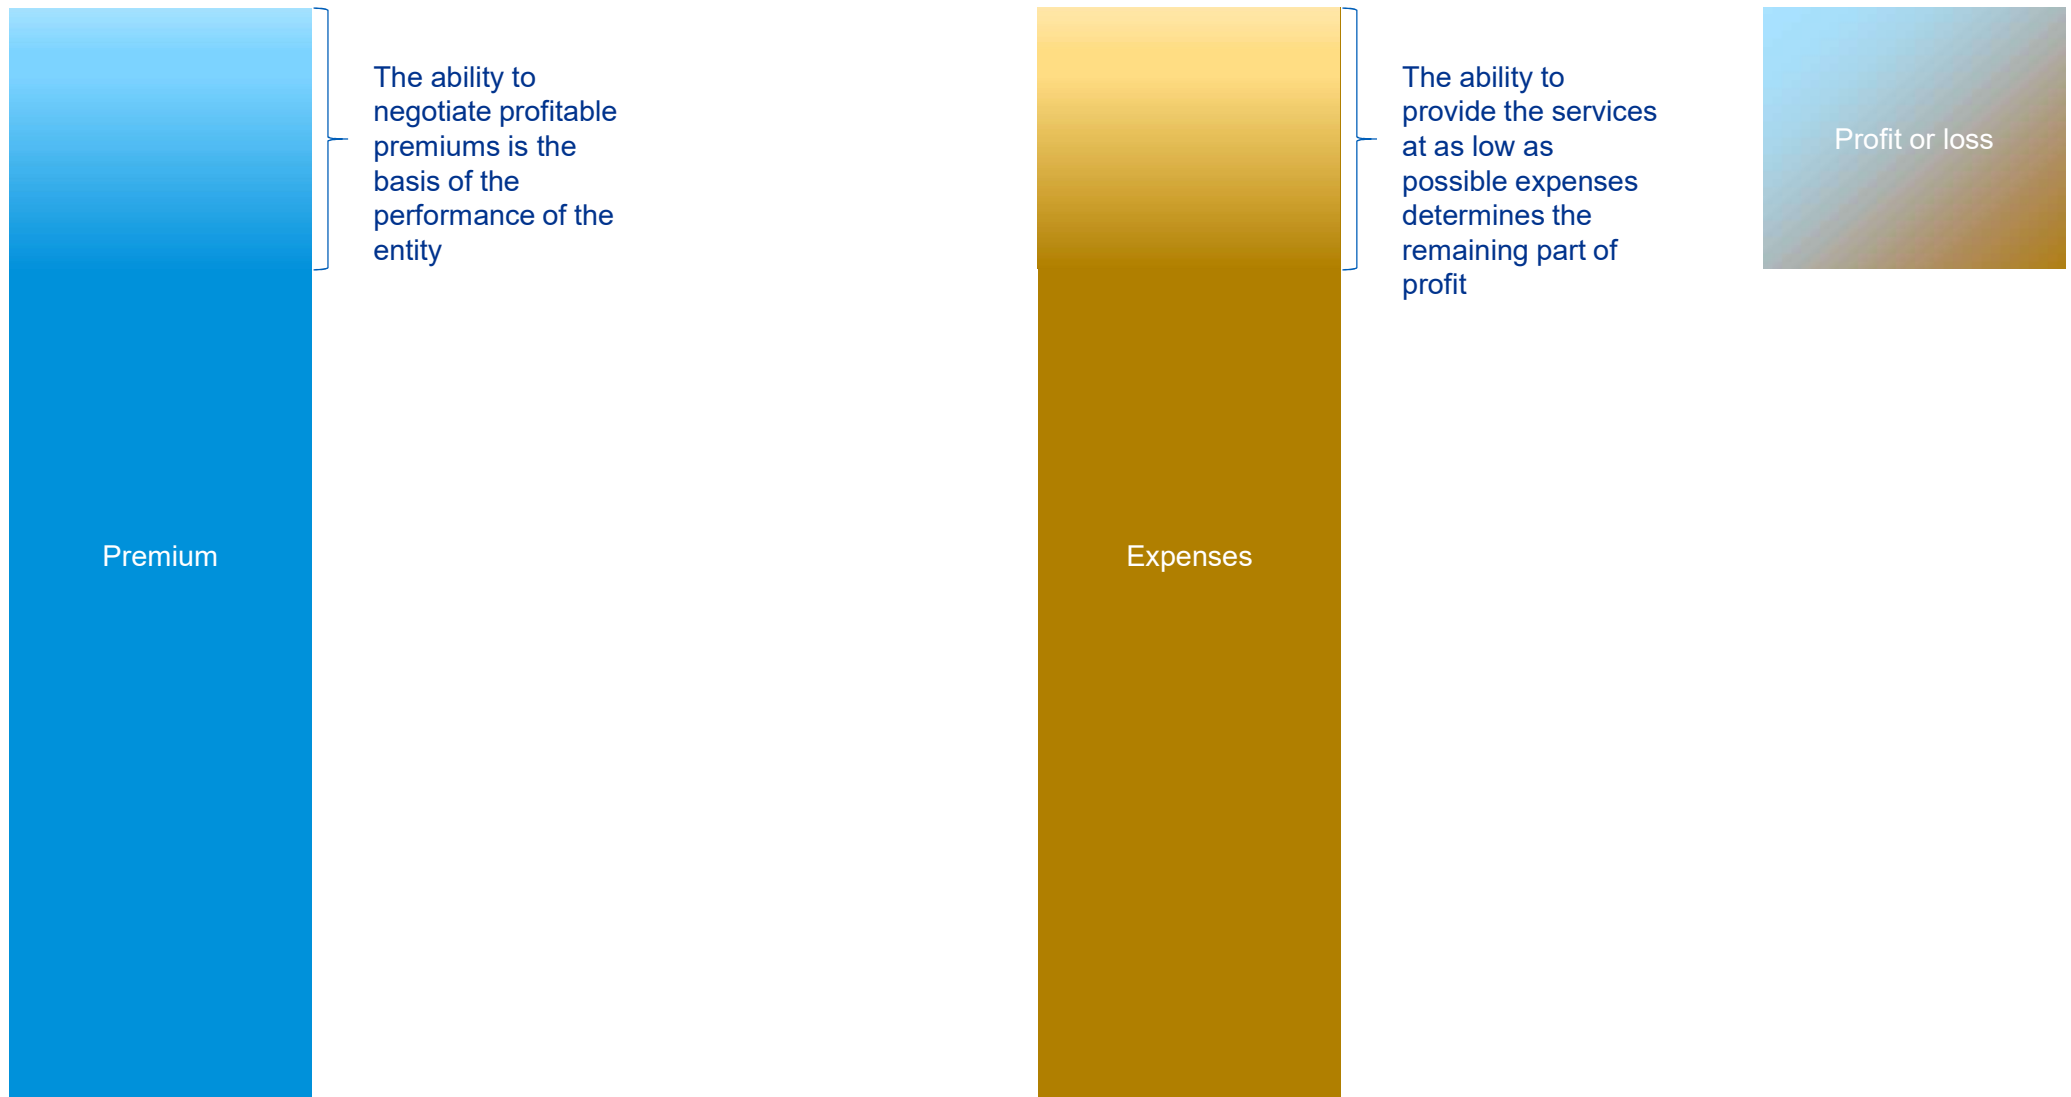 The ability to
negotiate profitable
premiums is the
basis of the
performance of the
entity
The ability to
provide the services
at as low as
possible expenses
determines the
remaining part of
profit
Profit or loss
Premium
Expenses